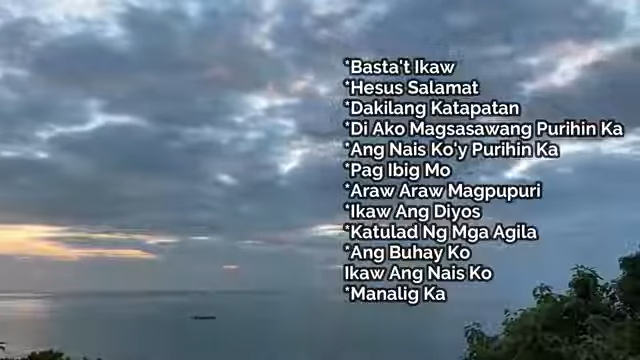 *Basta't Ikaw
*Hesus Salamat
*Dakilang Katapatan
*Di Ako Magsasawang Purihin Ka
*Ang Nais Ko'y Purihin Ka
*Pag Ibig Mo
*Araw Araw Magpupuri
*Ikaw Ang Diyos
*Katulad Ng Mga Agila
*Ang Buhay Ko
Ikaw Ang Nais Ko
*Manalig Ka